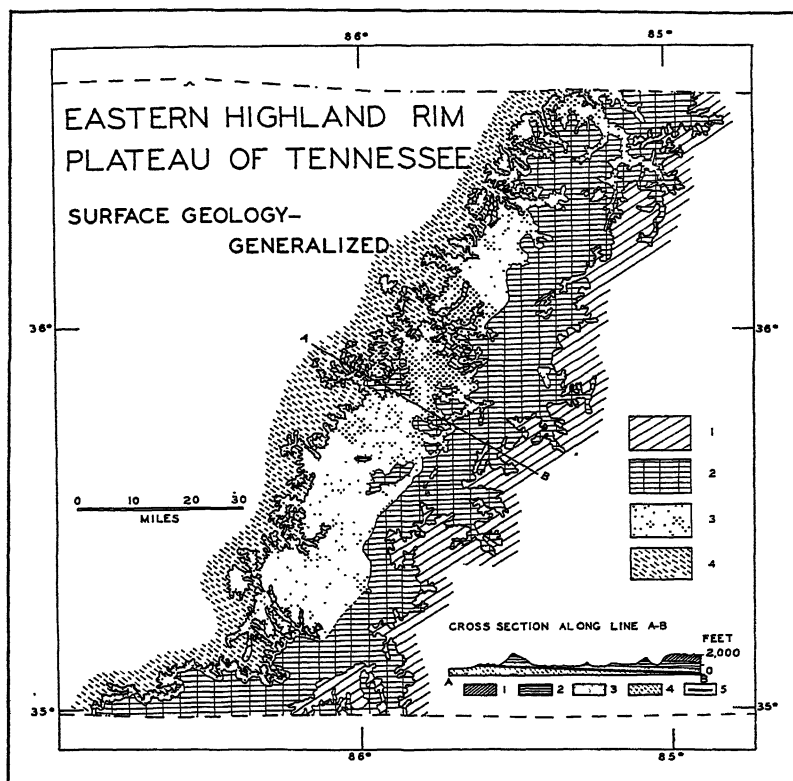 86° 85°
EASTERN HIGHLAND RIM
PLATEAU OF TENNESSEE
SURFACE GEOLOGY–
GENERALIZED
36° 36°
A
B
1
2
3
4
0 10 20 30
MILES
CROSS SECTION ALONG LINE A-B
FEET
2,000
0
A B
1 2 3 4 5
35° 35°
86° 85°